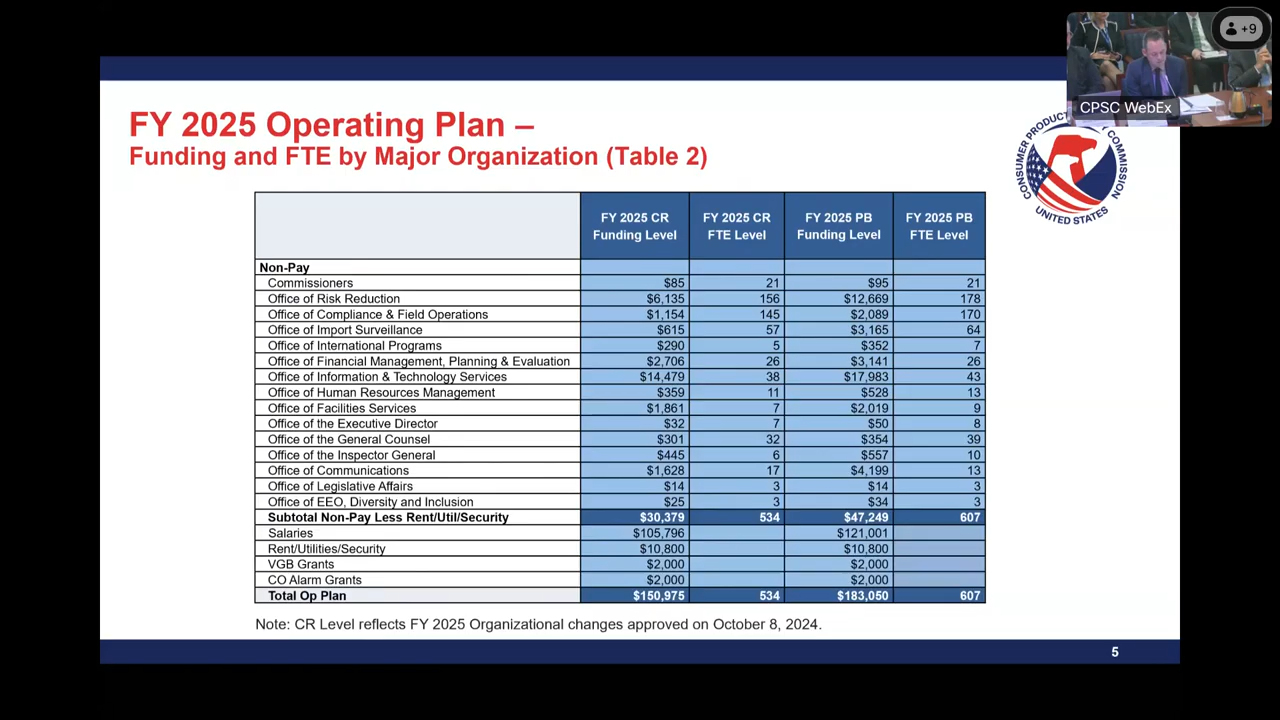 +9
CPSC WebEx
FY 2025 Operating Plan –
Funding and FTE by Major Organization (Table 2)
UNITED STATES
FY 2025 CR Funding Level FY 2025 CR FTE Level FY 2025 PB Funding Level FY 2025 PB FTE Level
Non-Pay
Commissioners $85 21 $95 21
Office of Risk Reduction $6,135 156 $12,669 178
Office of Compliance & Field Operations $1,154 145 $2,089 170
Office of Import Surveillance $615 57 $3,165 64
Office of International Programs $290 5 $352 7
Office of Financial Management, Planning & Evaluation $2,706 26 $3,141 26
Office of Information & Technology Services $14,479 38 $17,983 43
Office of Human Resources Management $359 11 $528 13
Office of Facilities Services $1,861 7 $2,019 9
Office of the Executive Director $32 7 $50 8
Office of the General Counsel $301 32 $354 39
Office of the Inspector General $445 6 $557 10
Office of Communications $1,628 17 $4,199 13
Office of Legislative Affairs $14 3 $14 3
Office of EEO, Diversity and Inclusion $25 3 $34 3
Subtotal Non-Pay Less Rent/Util/Security $30,379 534 $47,249 607
Salaries $105,796 $121,001
Rent/Utilities/Security $10,800 $10,800
VGB Grants $2,000 $2,000
CO Alarm Grants $2,000 $2,000
Total Op Plan $150,975 534 $183,050 607
Note: CR Level reflects FY 2025 Organizational changes approved on October 8, 2024.
5